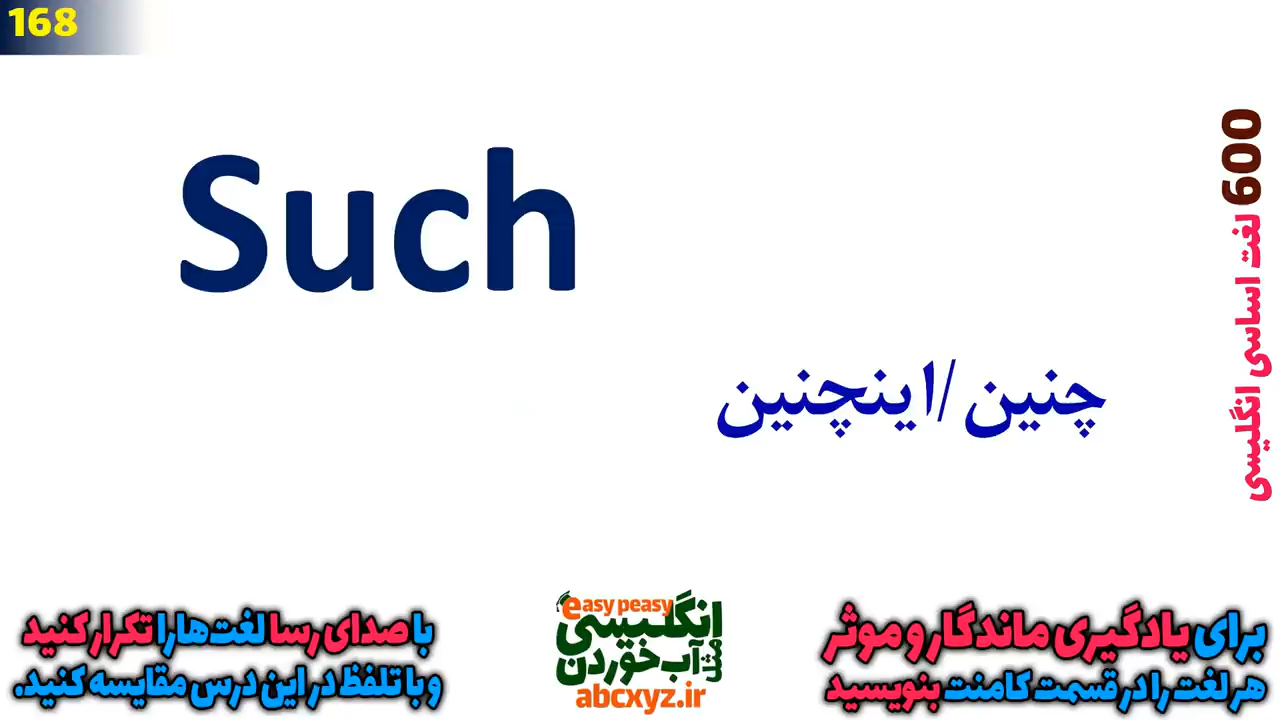 168
Such
چنین /اینچنین
600 لغت اساسی انگلیسی
برای یادگیری ماندگار و موثر
هر لغت را در قسمت کامنت بنویسید
easy peasy
انگلیسی
مثل آب خوردن
abcxyz.ir
با صدای رسا لغت‌ها را تکرار کنید
و با تلفظ در این درس مقایسه کنید.